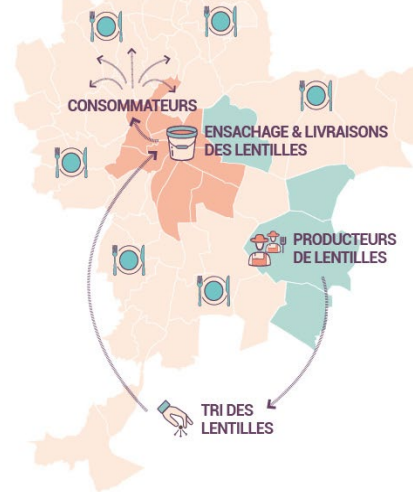 CONSOMMATEURS
ENSACHAGE & LIVRAISONS
DES LENTILLES
PRODUCTEURS
DE LENTILLES
TRI DES
LENTILLES